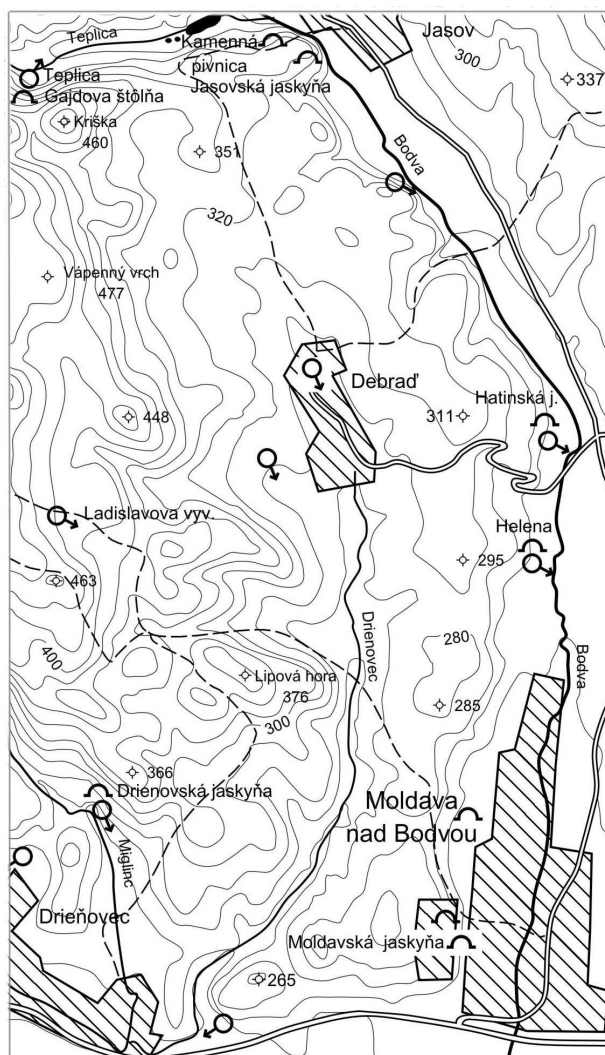 Teplica
Kamenná
pivnica
Jasov
300
337
Teplica
Jasovská jaskyňa
Gajdova štôlňa
Kriška
460
351
Bodva
320
Vápenný vrch
477
Debraď
448
311
Hatinská j.
Ladislavova vyv.
Helena
463
295
Drienovec
280
Bodva
400
Lipová hora
376
285
300
366
Drienovská jaskyňa
Moldava
nad Bodvou
Miglinc
Drieňovec
Moldavská jaskyňa
265